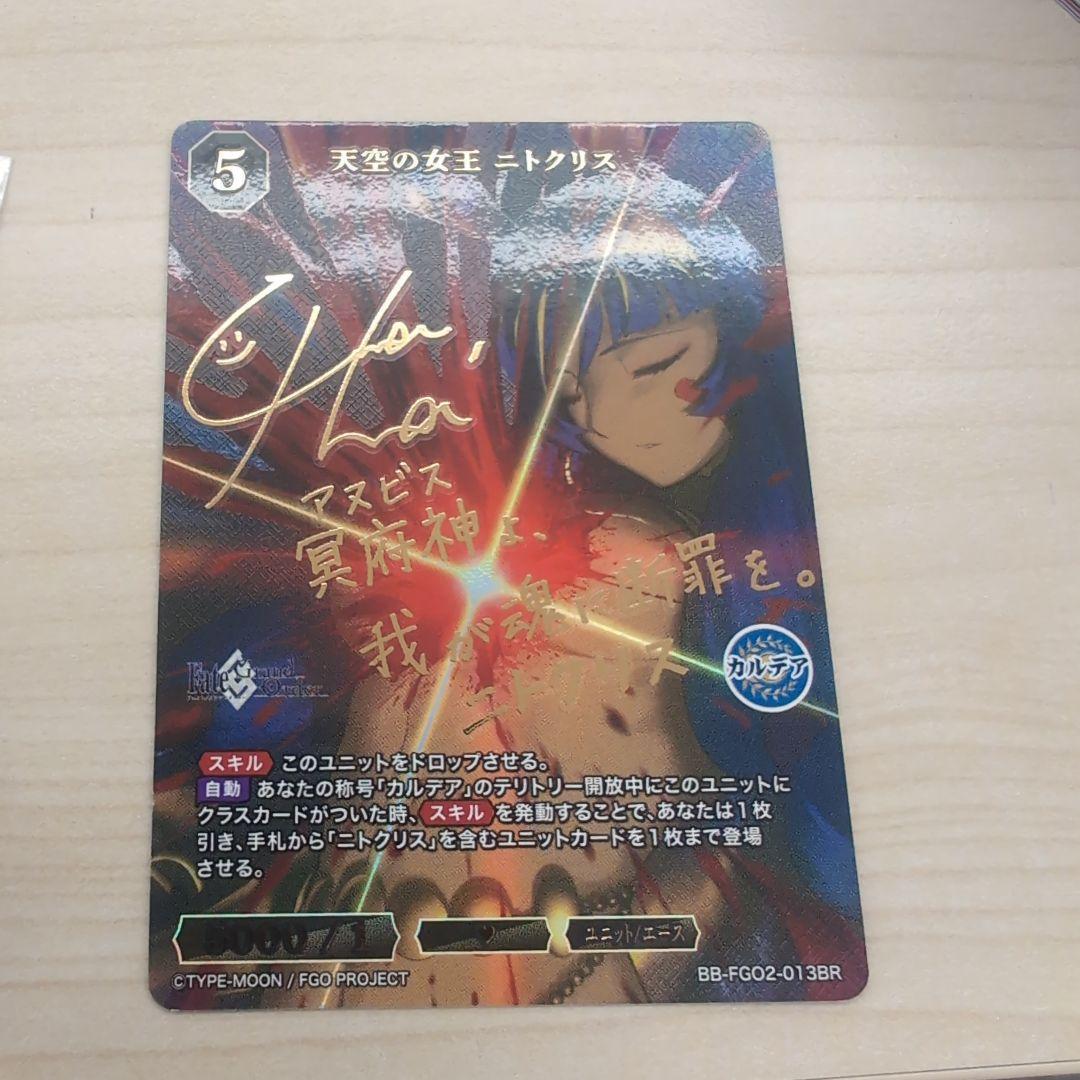 5
天空の女王 ニトクリス
アヌビス
冥府神よ、
我が魂に断罪を。
ニトクリス
Fate Grand Order
カルデア
スキル このユニットをドロップさせる。
自動 あなたの称号「カルデア」のテリトリー開放中にこのユニットに
クラスカードがついた時、スキル を発動することで、あなたは1枚
引き、手札から「ニトクリス」を含むユニットカードを1枚まで登場
させる。
5000 / 1
ユニット/エース
©TYPE-MOON / FGO PROJECT
BB-FGO2-013BR